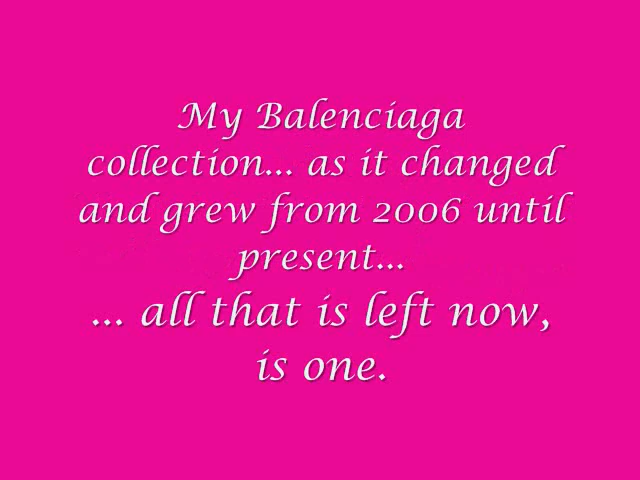 My Balenciaga
collection... as it changed
and grew from 2006 until
present...
... all that is left now,
is one.